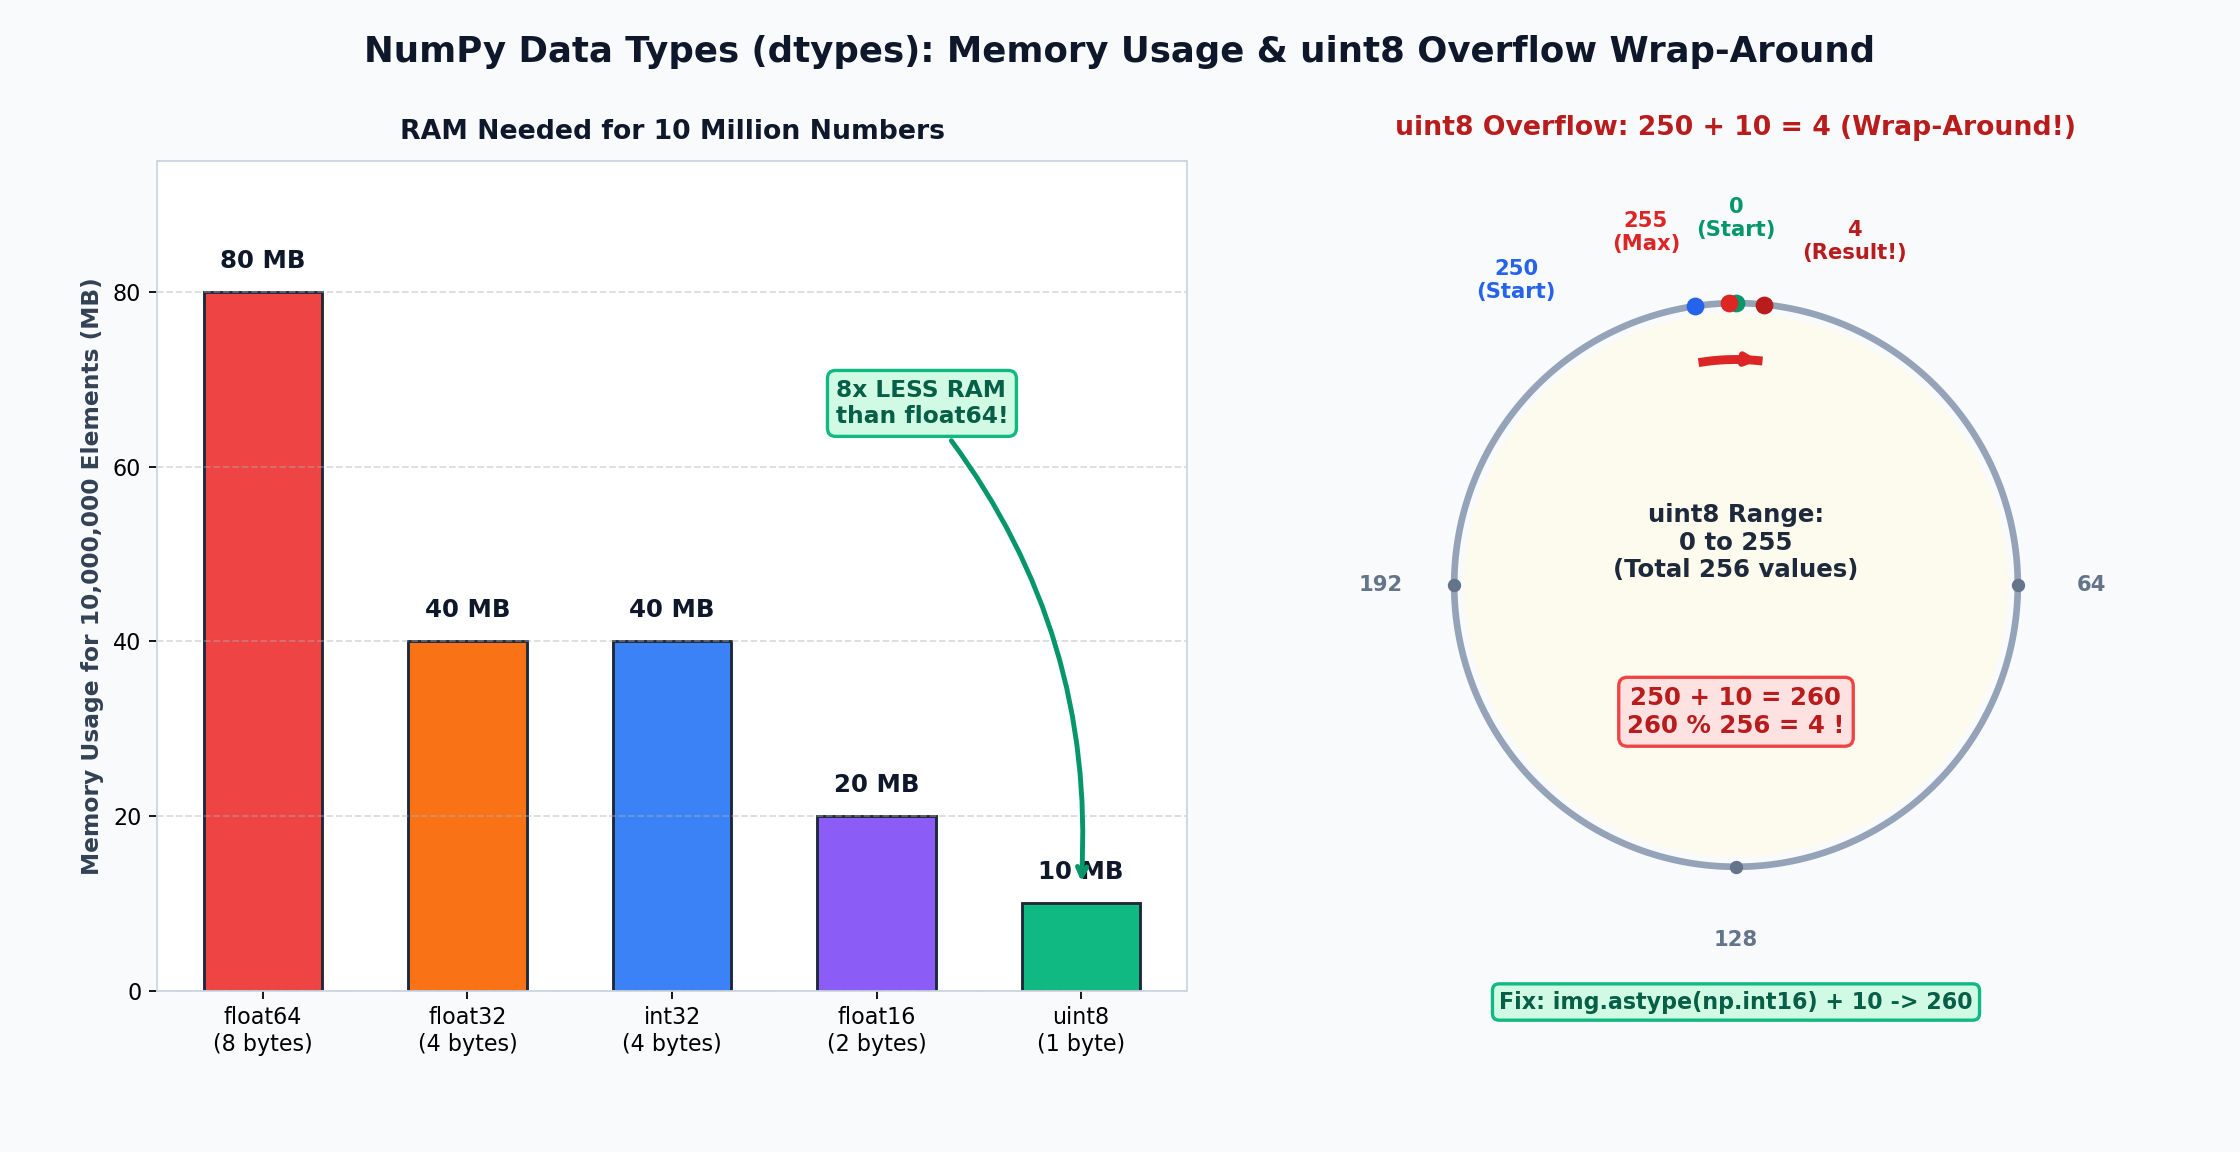 NumPy Data Types (dtypes): Memory Usage & uint8 Overflow Wrap-Around
RAM Needed for 10 Million Numbers
Memory Usage for 10,000,000 Elements (MB)
80
60
40
20
0
80 MB
40 MB
40 MB
20 MB
10 MB
8x LESS RAM
than float64!
float64
(8 bytes)
float32
(4 bytes)
int32
(4 bytes)
float16
(2 bytes)
uint8
(1 byte)
uint8 Overflow: 250 + 10 = 4 (Wrap-Around!)
250
(Start)
255
(Max)
0
(Start)
4
(Result!)
192
64
uint8 Range:
0 to 255
(Total 256 values)
250 + 10 = 260
260 % 256 = 4 !
128
Fix: img.astype(np.int16) + 10 -> 260